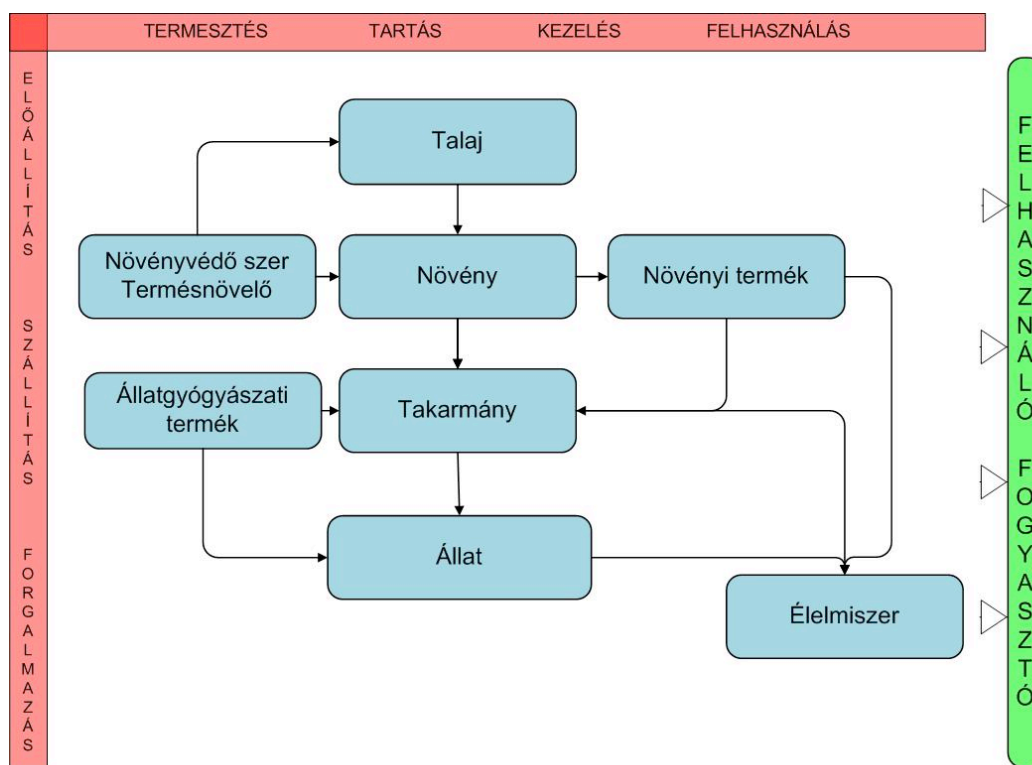 TERMESZTÉS TARTÁS KEZELÉS FELHASZNÁLÁS
ELŐÁLLÍTÁS
SZÁLLÍTÁS
FORGALMAZÁS
Talaj
Növényvédő szer
Termésnövelő
Növény
Növényi termék
Állatgyógyászati
termék
Takarmány
Állat
Élelmiszer
FELHASZNÁLÓ
FOGYASZTÓ